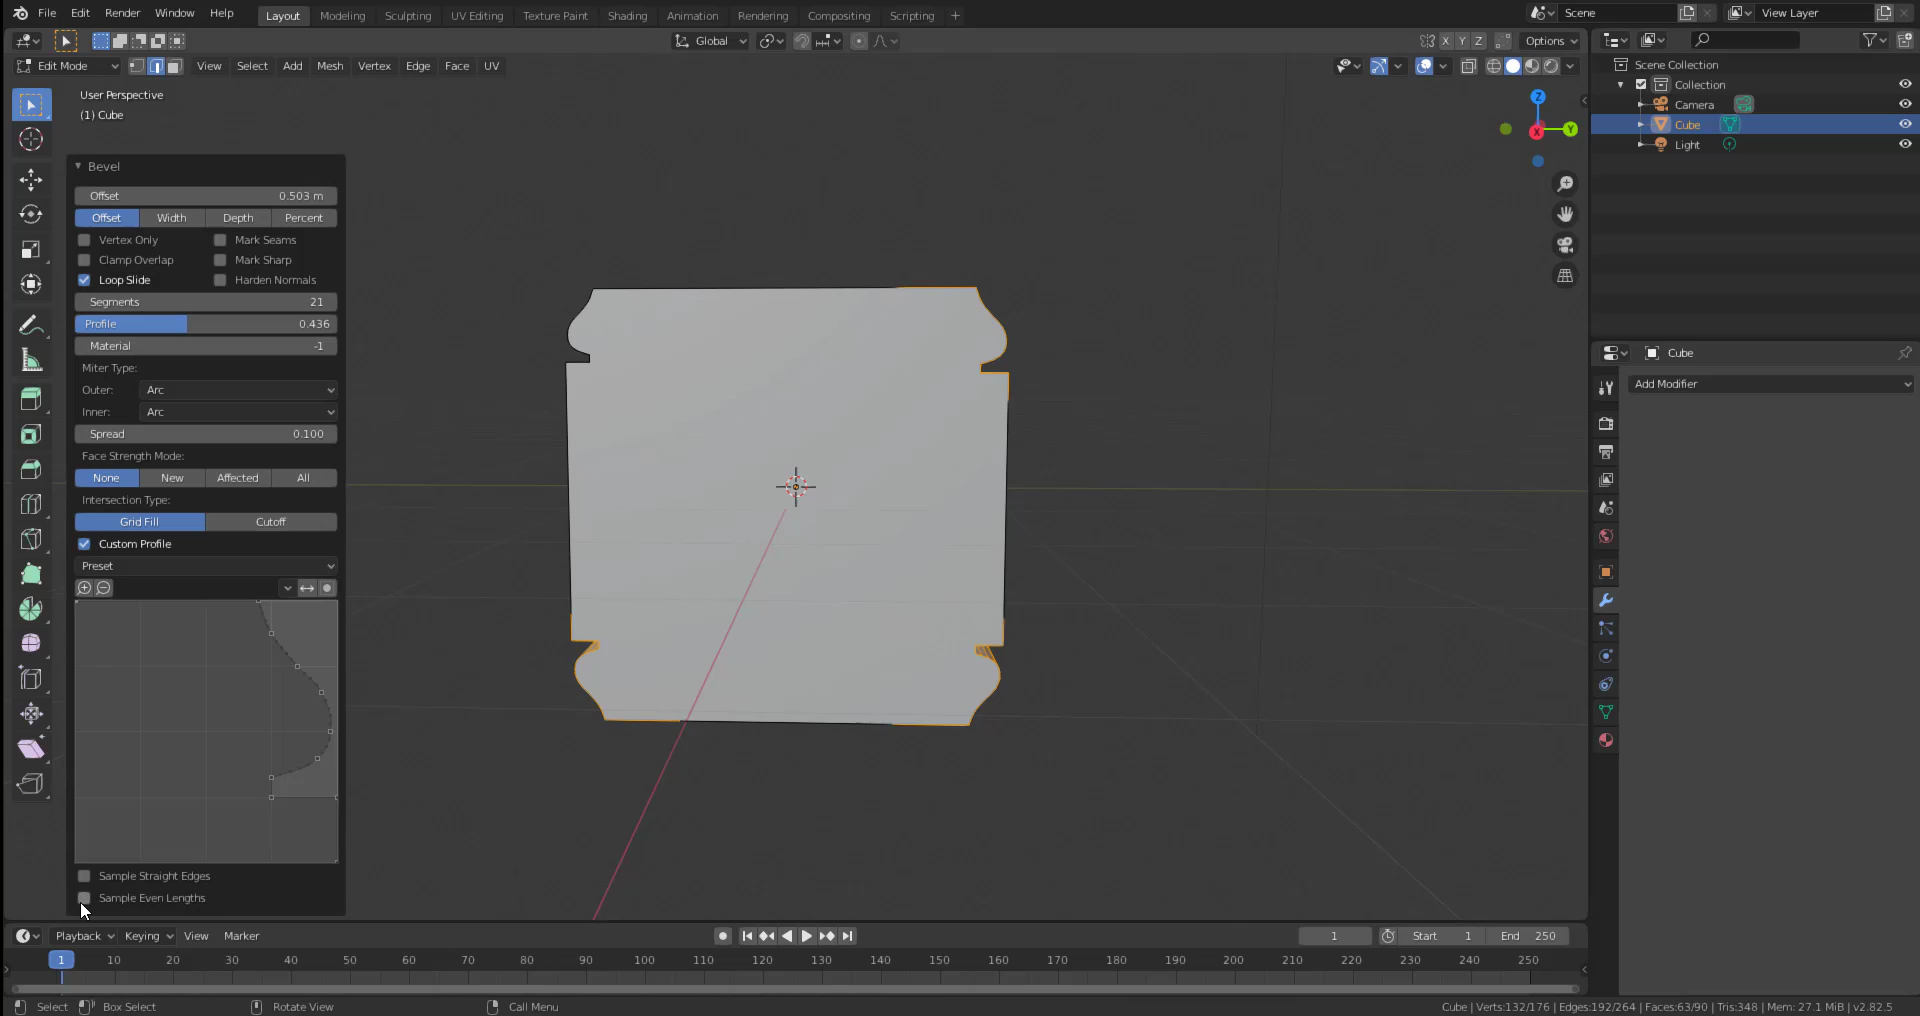 File Edit Render Window Help Layout Modeling Sculpting UV Editing Texture Paint Shading Animation Rendering Compositing Scripting + Scene View Layer
Global X Y Z Options
Edit Mode View Select Add Mesh Vertex Edge Face UV
User Perspective
(1) Cube
Z
Y
X
Bevel
Offset 0.503 m
Offset Width Depth Percent
Vertex Only Mark Seams
Clamp Overlap Mark Sharp
Loop Slide Harden Normals
Segments 21
Profile 0.436
Material -1
Miter Type:
Outer: Arc
Inner: Arc
Spread 0.100
Face Strength Mode:
None New Affected All
Intersection Type:
Grid Fill Cutoff
Custom Profile
Preset
Sample Straight Edges
Sample Even Lengths
Scene Collection
Collection
Camera
Cube
Light
Cube
Add Modifier
Playback Keying View Marker 1 Start 1 End 250
1 10 20 30 40 50 60 70 80 90 100 110 120 130 140 150 160 170 180 190 200 210 220 230 240 250
Select Box Select Rotate View Call Menu Cube | Verts:132/176 | Edges:192/264 | Faces:63/90 | Tris:348 | Mem: 27.1 MiB | v2.82.5